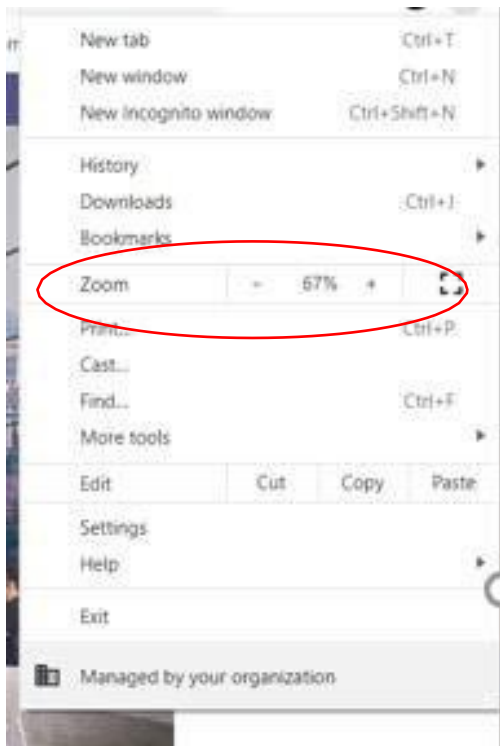 New tab Ctrl+T
New window Ctrl+N
New Incognito window Ctrl+Shift+N
History
Downloads Ctrl+J
Bookmarks
Zoom - 67% +
Print... Ctrl+P
Cast...
Find... Ctrl+F
More tools
Edit Cut Copy Paste
Settings
Help
Exit
Managed by your organization